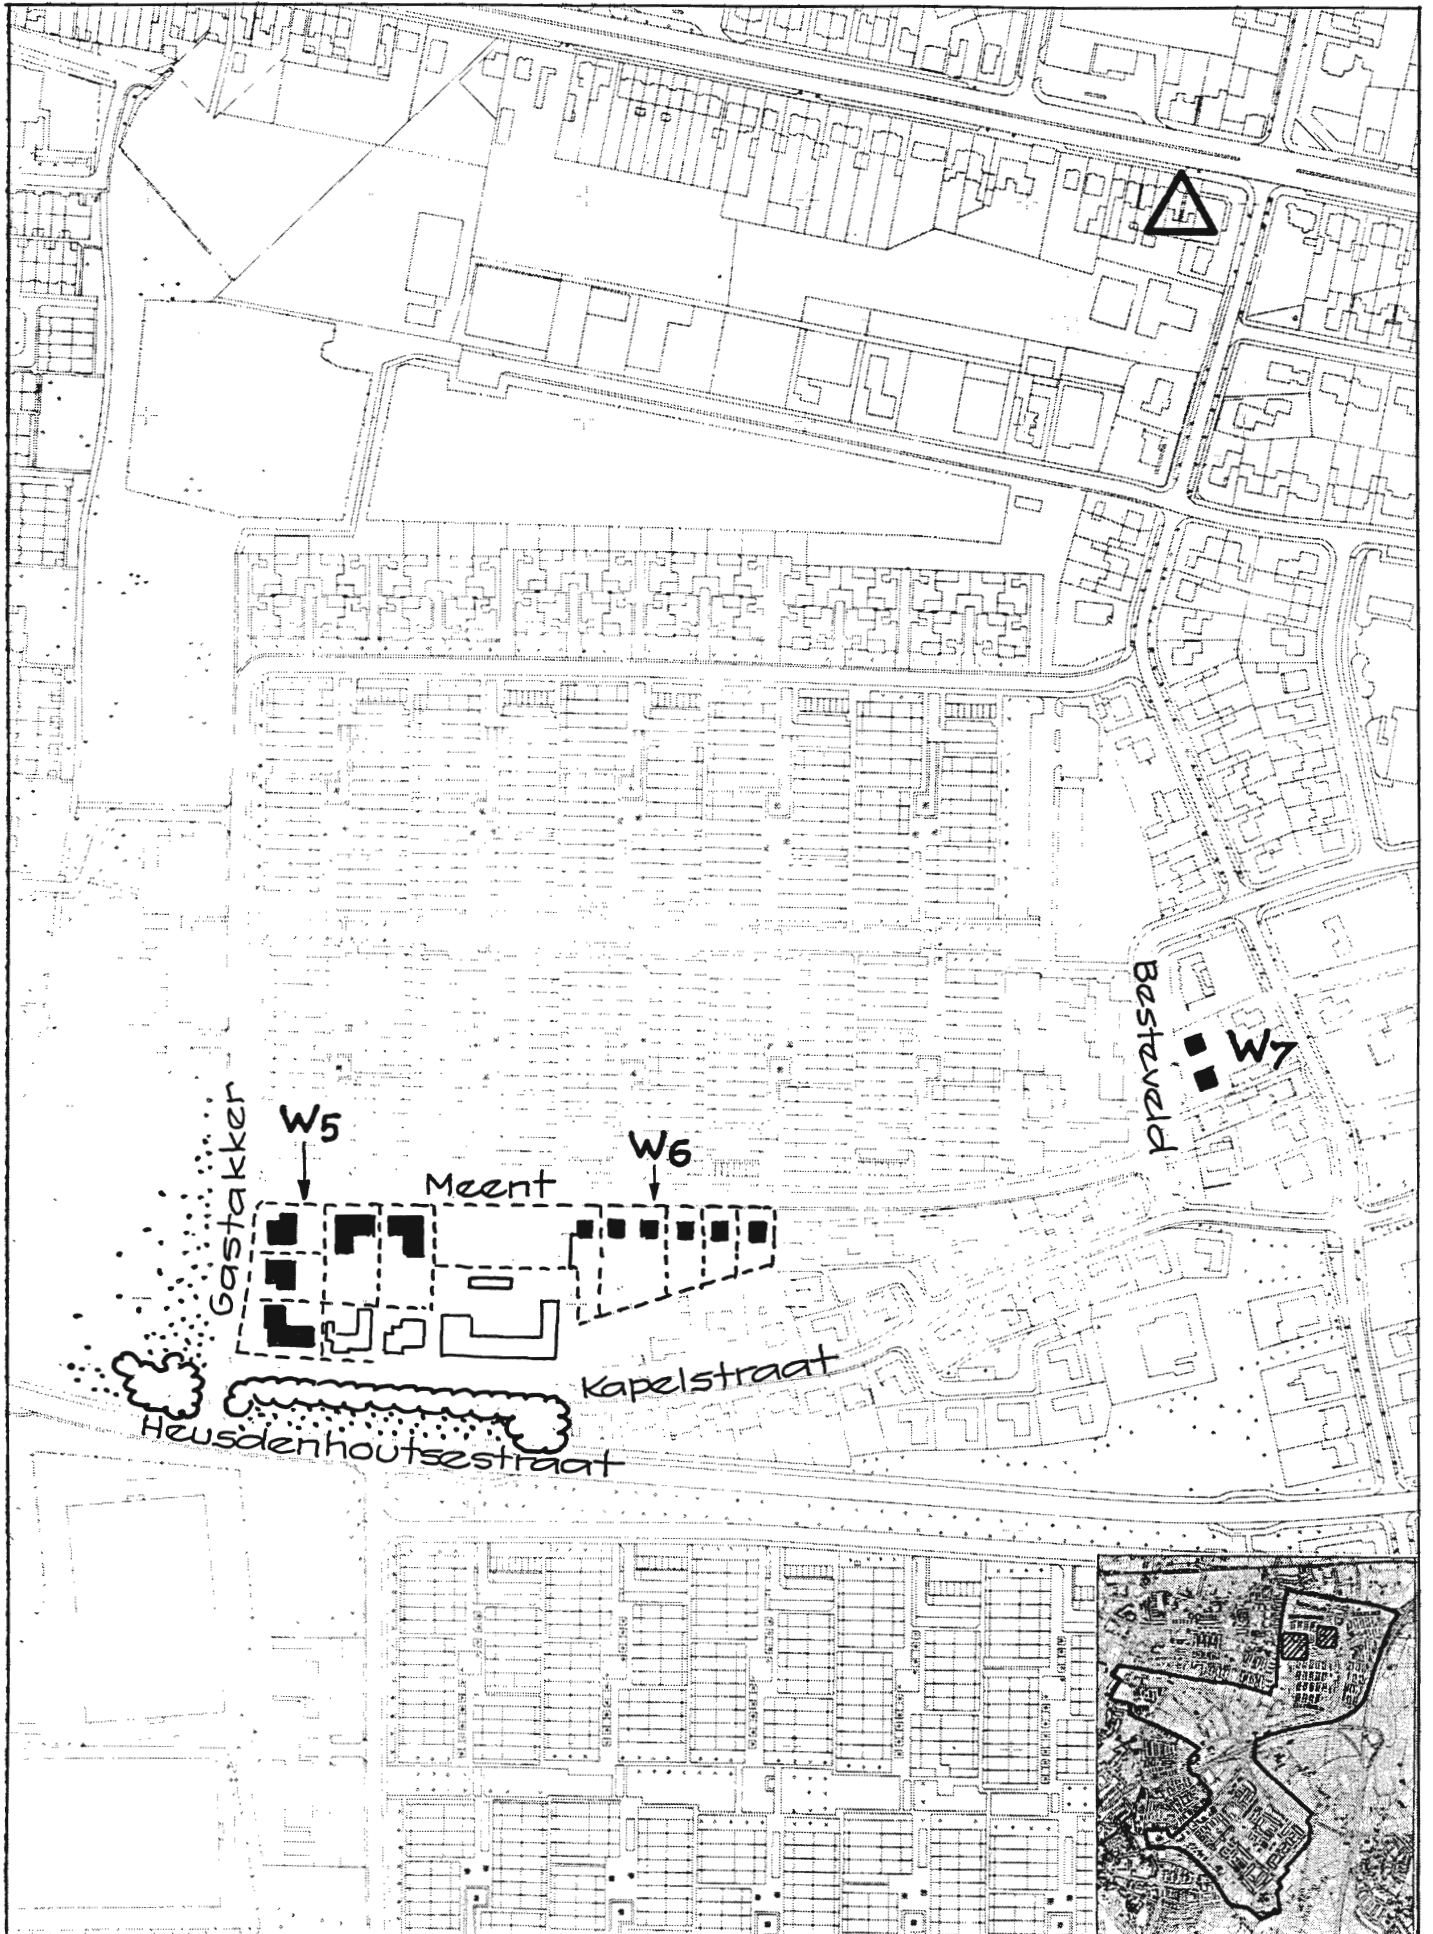 Besteveld
W7
Gastakker
W5
W6
Meent
Kapelstraat
Heusdenhoutsestraat